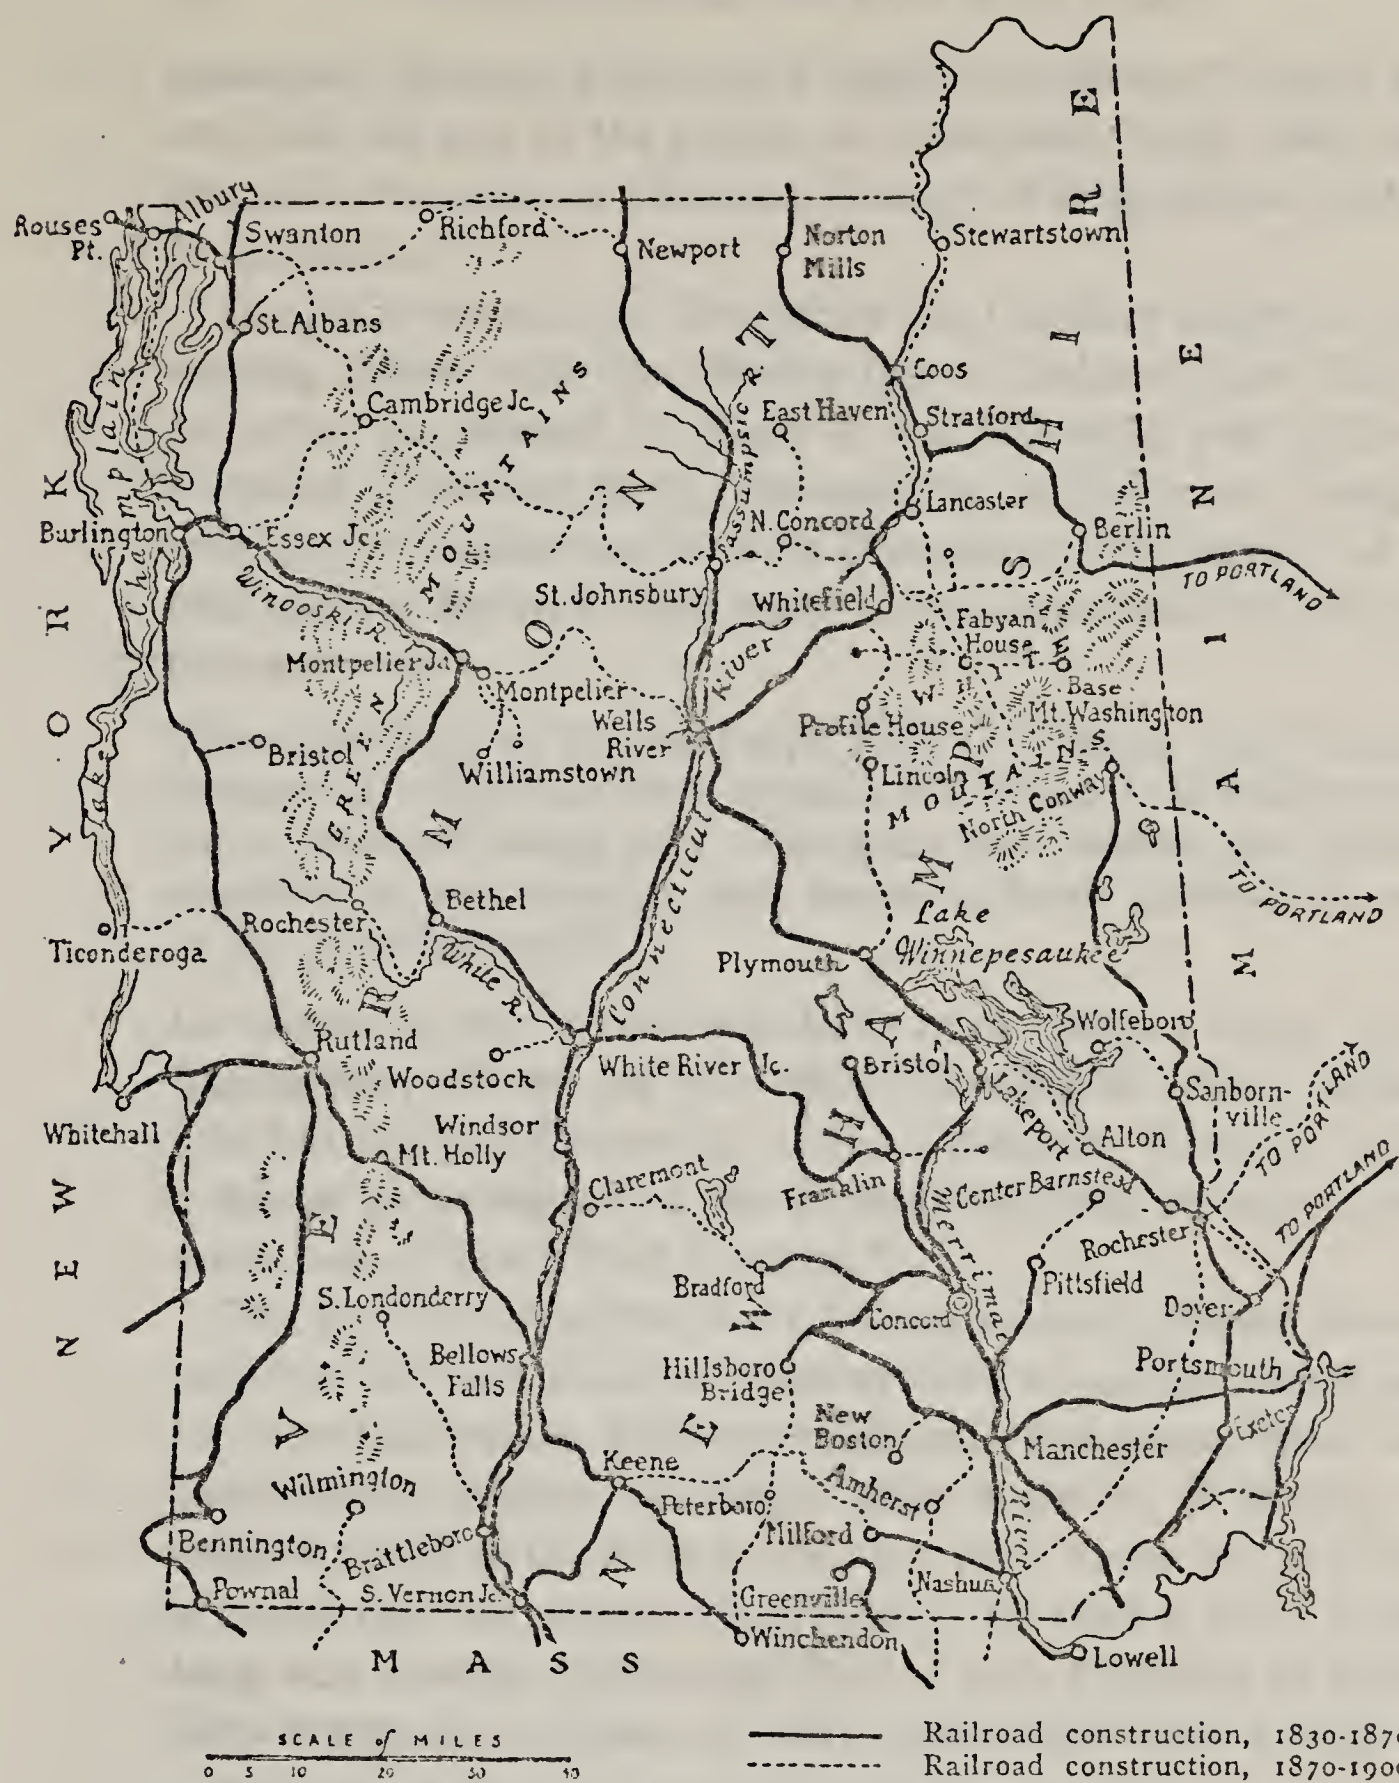 Rouses
Pt.
Albury
Swanton
Richford
Newport
Norton
Mills
Stewartstown
St. Albans
Cambridge Jc.
East Haven
Coos
Stratford
Lancaster
N. Concord
Berlin
TO PORTLAND
Burlington
Essex Jc.
Winooski R.
St. Johnsbury
Passumpsic R.
Whitefield
Fabyan
House
Base
Mt. Washington
Montpelier Jc.
Montpelier
Wells
River
River
Profile House
Bristol
Williamstown
Lincoln
North Conway
TO PORTLAND
WHITE
MOUNTAINS
GREEN
MOUNTAINS
Lake Champlain
Bethel
Rochester
White R.
Connecticut
Ticonderoga
Plymouth
Lake
Winnepesaukee
Wolfeboro
Rutland
Woodstock
White River Jc.
Bristol
Lakeport
Sanborn-
ville
TO PORTLAND
Whitehall
Windsor
Mt. Holly
Claremont
Franklin
Alton
Center Barnstead
Rochester
TO PORTLAND
Merrimac
River
S. Londonderry
Bradford
Concord
Pittsfield
Dover
Bellows
Falls
Hillsboro
Bridge
Portsmouth
New
Boston
Exeter
Keene
Manchester
Wilmington
Peterboro
Amherst
Milford
Bennington
Brattleboro
Greenville
Nashua
Pownal
S. Vernon Jc.
Winchendon
Lowell
NEW YORK
VERMONT
NEW HAMPSHIRE
MAINE
MASS
SCALE of MILES
0 5 10 20 30 40
Railroad construction, 1830-1870
Railroad construction, 1870-190